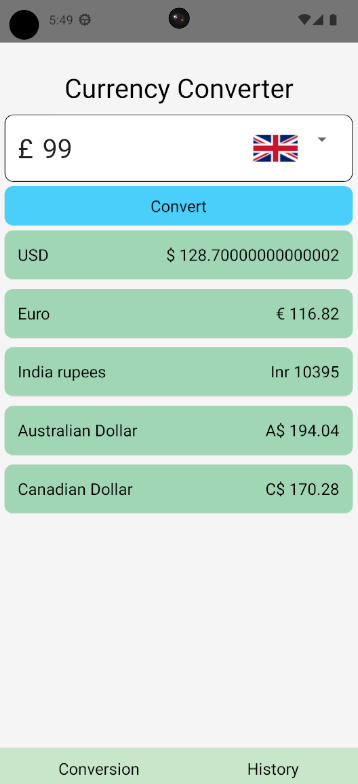 5:49
Currency Converter
£ 99
Convert
USD $ 128.70000000000002
Euro € 116.82
India rupees Inr 10395
Australian Dollar A$ 194.04
Canadian Dollar C$ 170.28
Conversion History